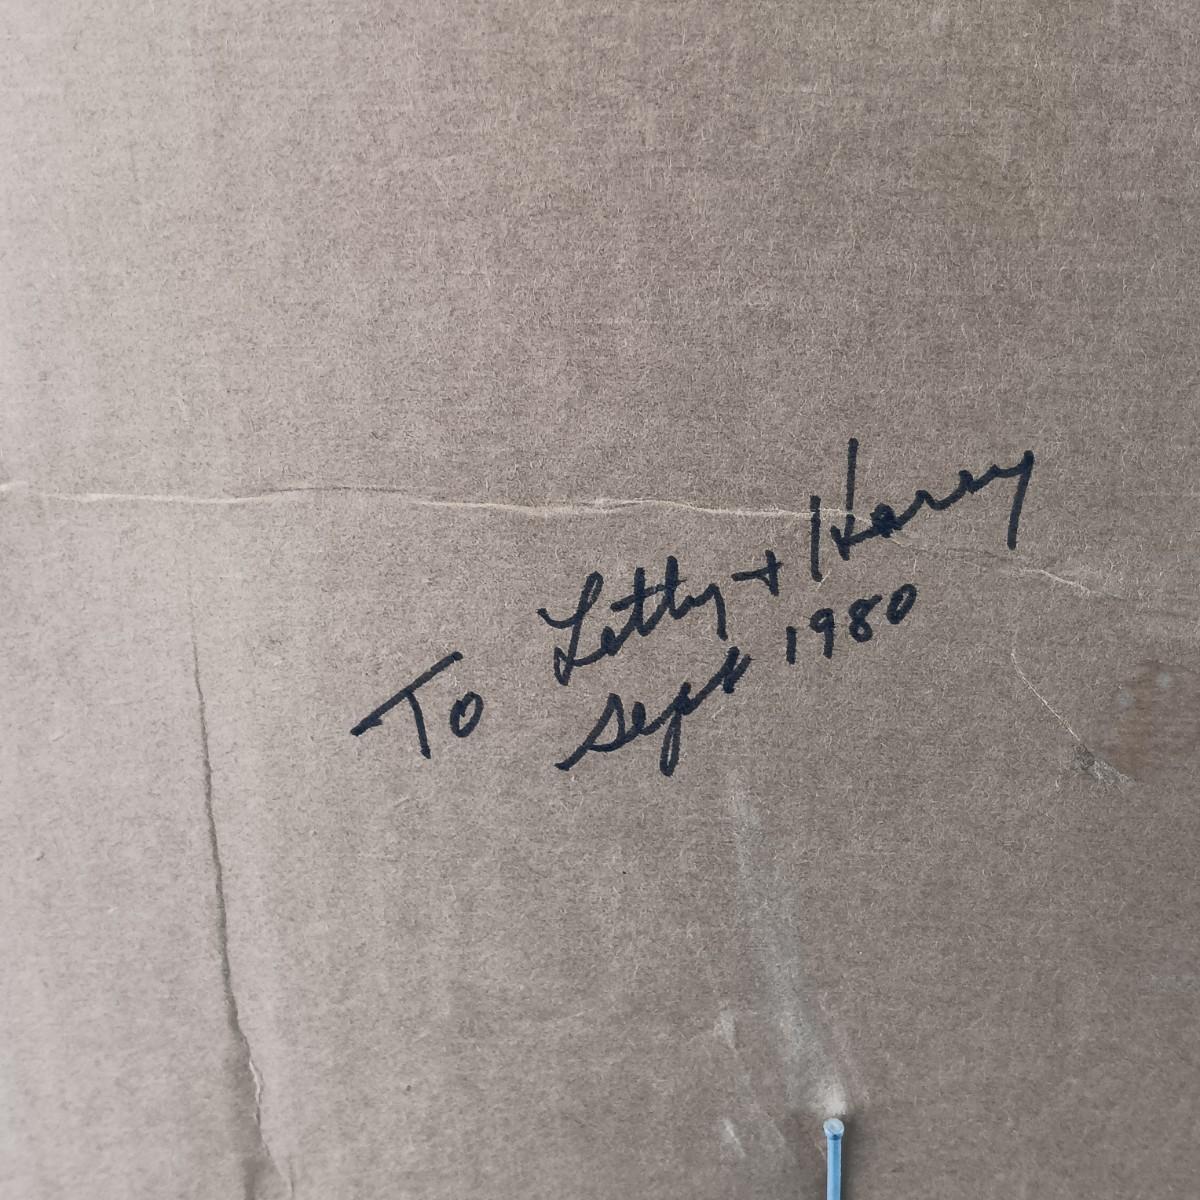 To Letty + Harry
Sept 1980